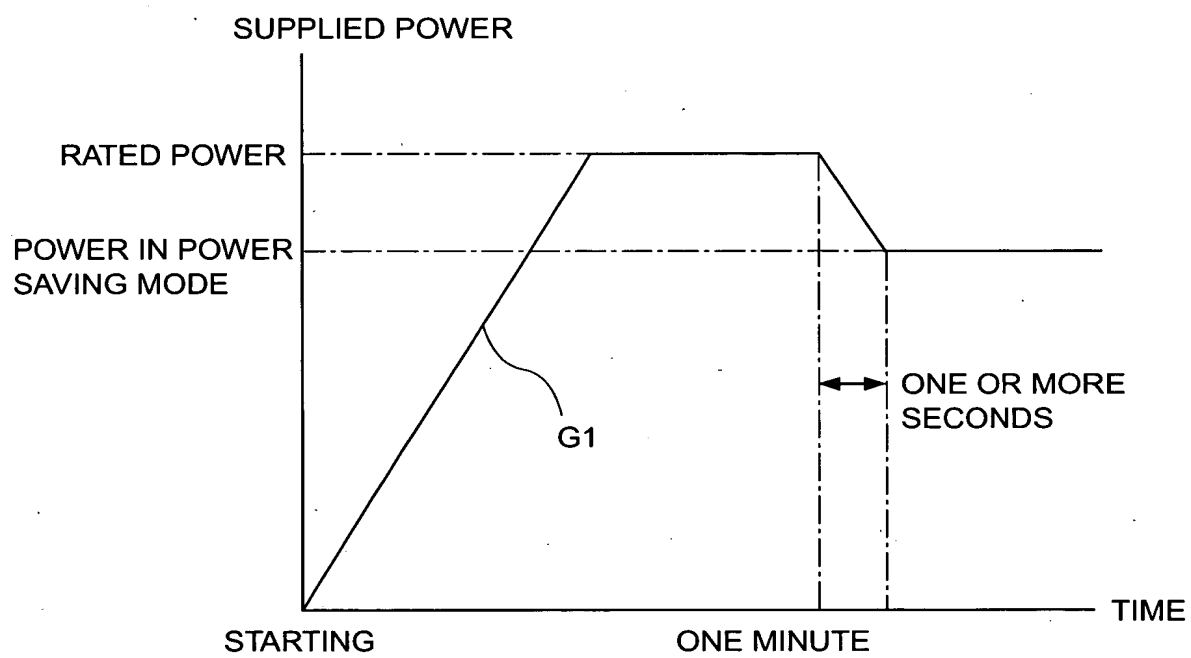 SUPPLIED POWER
RATED POWER
POWER IN POWER
SAVING MODE
ONE OR MORE
SECONDS
G1
TIME
STARTING
ONE MINUTE